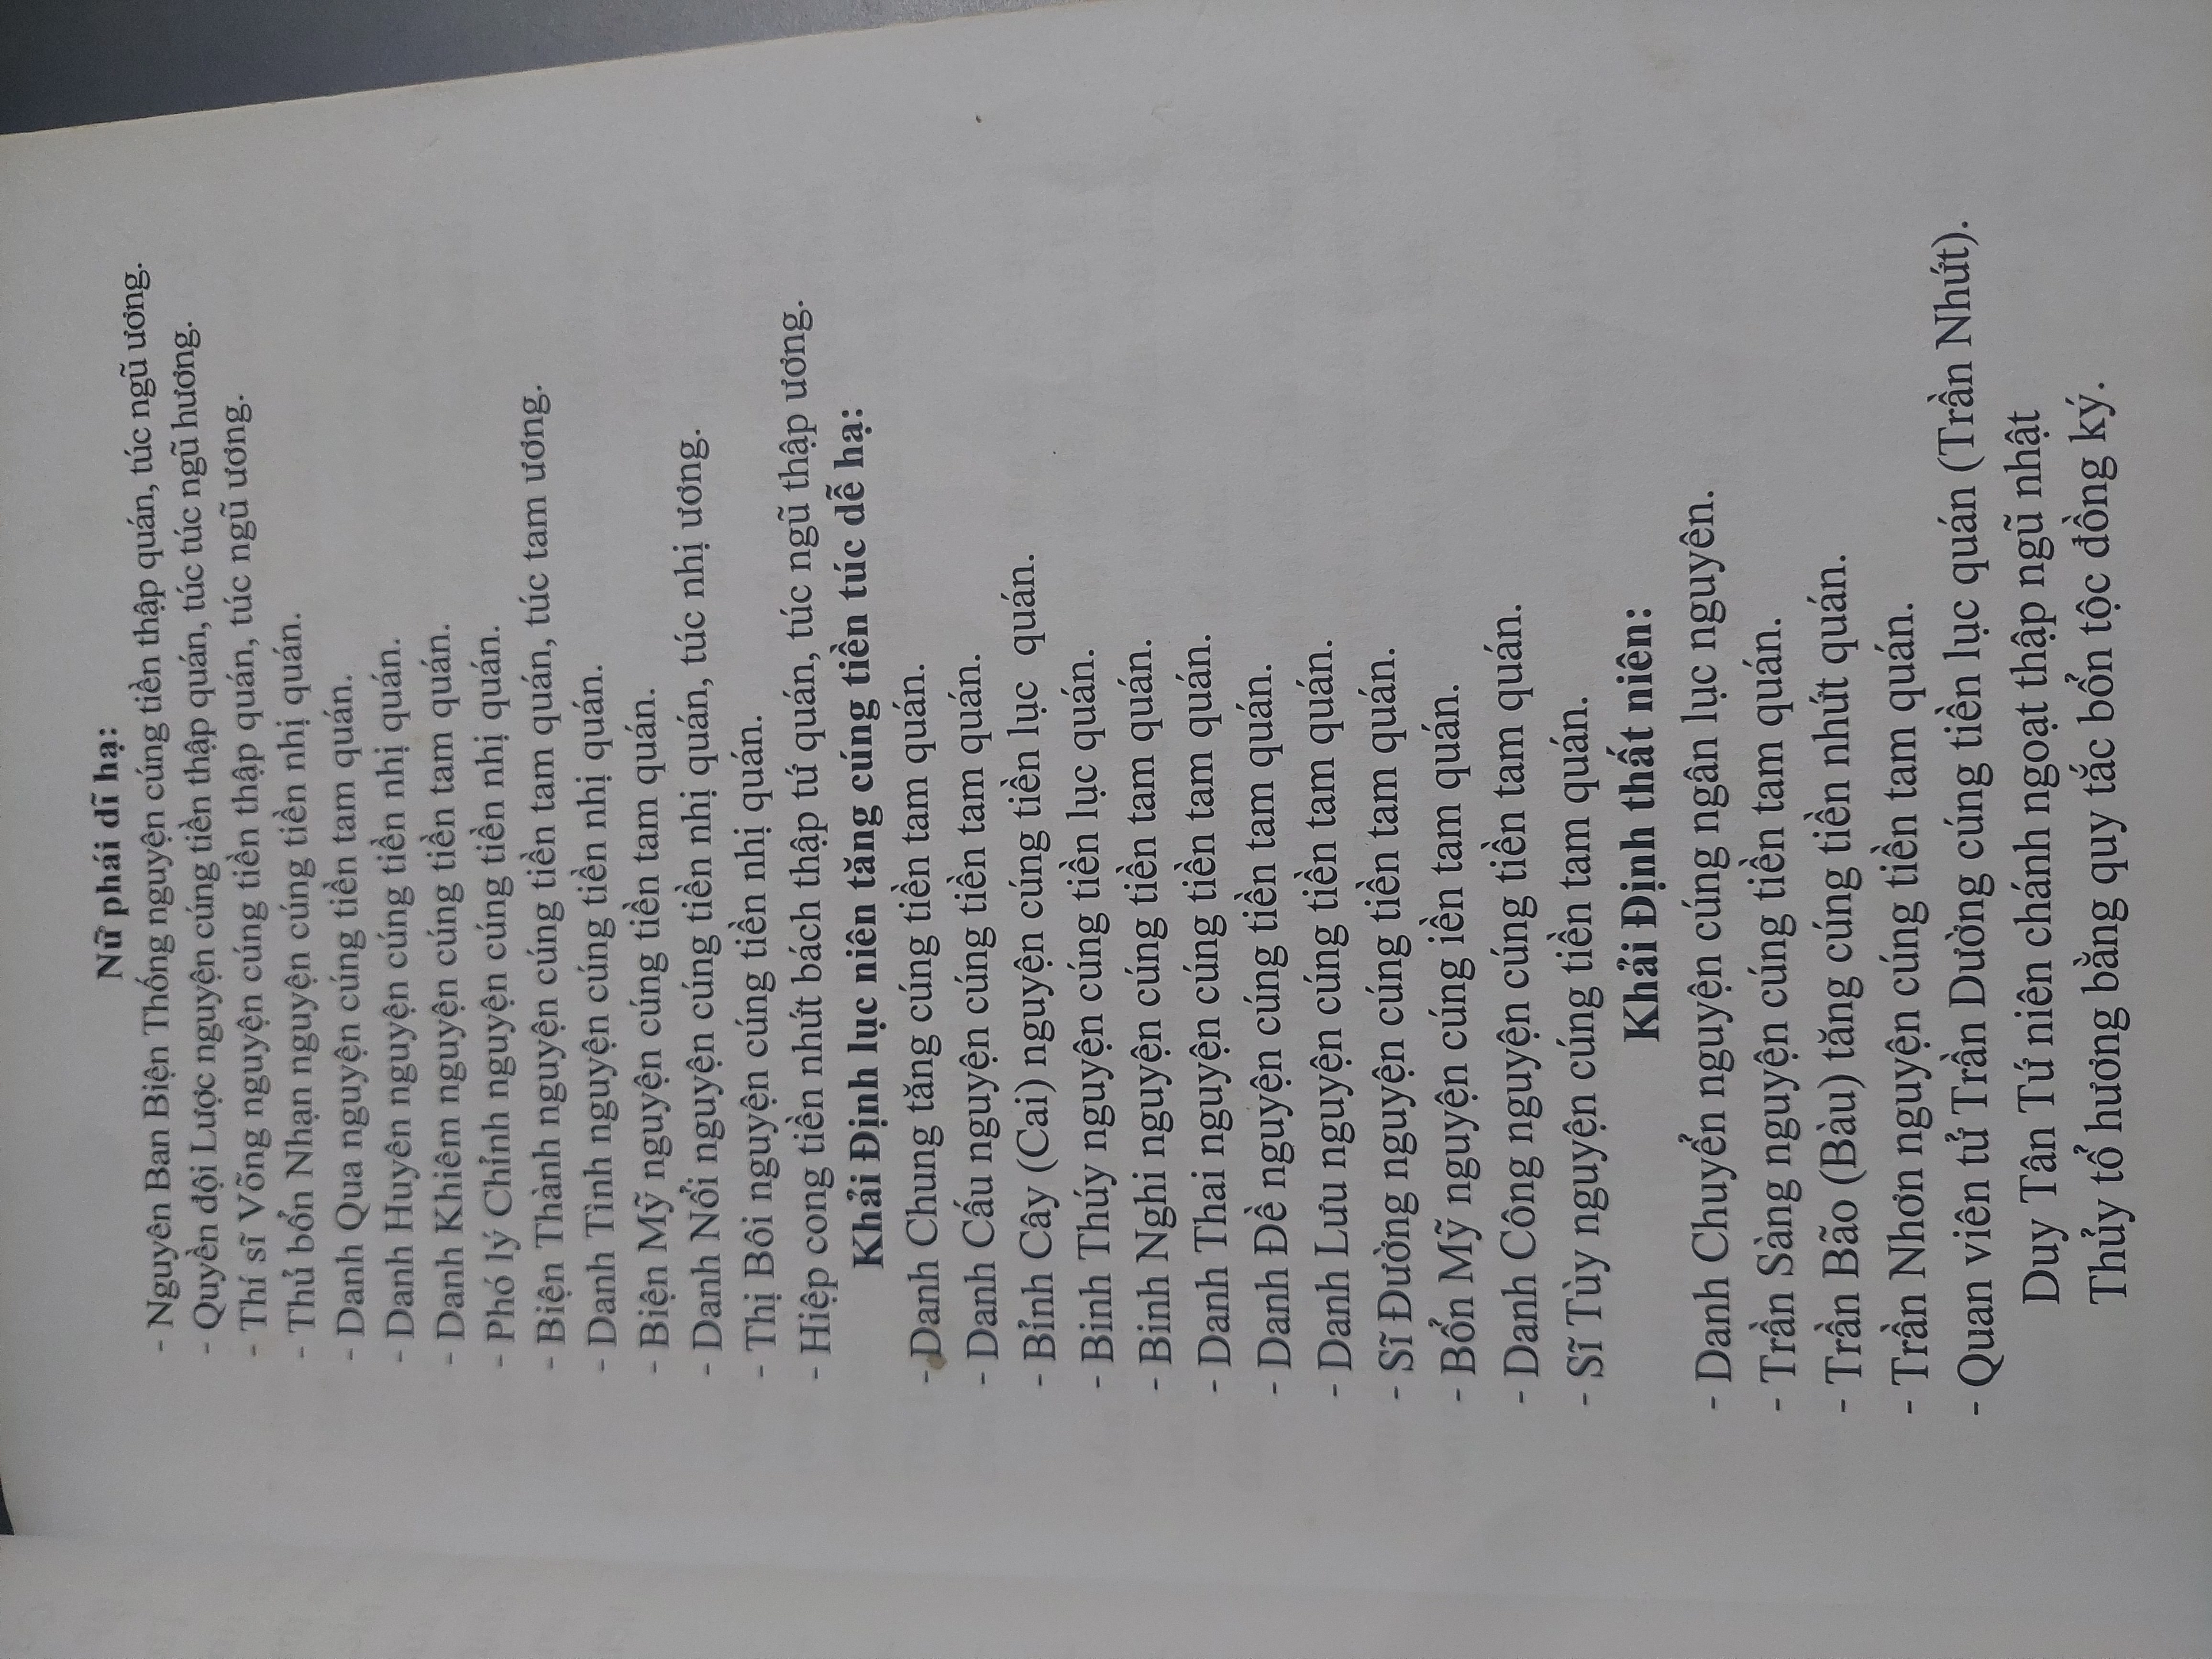 Nữ phái dĩ hạ:
- Nguyên Ban Biện Thống nguyện cúng tiền thập quán, túc ngũ ương.
- Quyền đội Lược nguyện cúng tiền thập quán, túc túc ngũ hương.
- Thí sĩ Võng nguyện cúng tiền thập quán, túc ngũ ương.
- Thủ bổn Nhạn nguyện cúng tiền nhị quán.
- Danh Qua nguyện cúng tiền tam quán.
- Danh Huyên nguyện cúng tiền nhị quán.
- Danh Khiêm nguyện cúng tiền tam quán.
- Phó lý Chỉnh nguyện cúng tiền nhị quán.
- Biện Thành nguyện cúng tiền tam quán, túc tam ương.
- Danh Tình nguyện cúng tiền nhị quán.
- Biện Mỹ nguyện cúng tiền tam quán.
- Danh Nổi nguyện cúng tiền nhị quán, túc nhị ương.
- Thị Bôi nguyện cúng tiền nhị quán.
- Hiệp cong tiền nhứt bách thập tứ quán, túc ngũ thập ương.
Khải Định lục niên tăng cúng tiền túc dễ hạ:
- Danh Chung tăng cúng tiền tam quán.
- Danh Cấu nguyện cúng tiền tam quán.
- Bỉnh Cây (Cai) nguyện cúng tiền lục quán.
- Binh Thúy nguyện cúng tiền lục quán.
- Binh Nghi nguyện cúng tiền tam quán.
- Danh Thai nguyện cúng tiền tam quán.
- Danh Đề nguyện cúng tiền tam quán.
- Danh Lưu nguyện cúng tiền tam quán.
- Sĩ Đường nguyện cúng tiền tam quán.
- Bổn Mỹ nguyện cúng iền tam quán.
- Danh Công nguyện cúng tiền tam quán.
- Sĩ Tùy nguyện cúng tiền tam quán.
Khải Định thất niên:
- Danh Chuyển nguyện cúng ngân lục nguyên.
- Trần Sàng nguyện cúng tiền tam quán.
- Trần Bão (Bàu) tăng cúng tiền nhứt quán.
- Trần Nhơn nguyện cúng tiền tam quán.
- Quan viên tử Trần Dường cúng tiền lục quán (Trần Nhứt).
Duy Tân Tứ niên chánh ngoạt thập ngũ nhật
Thủy tổ hương bằng quy tắc bổn tộc đồng ký.